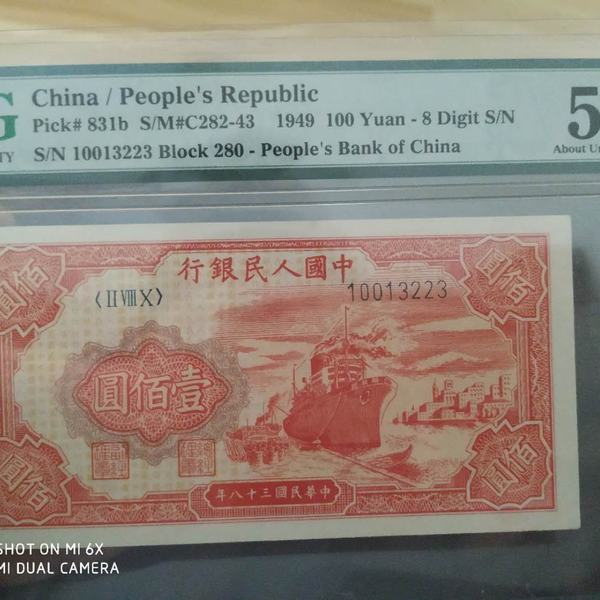 G China / People's Republic
Pick# 831b S/M#C282-43 1949 100 Yuan - 8 Digit S/N
TY S/N 10013223 Block 280 - People's Bank of China
5
About Un
行銀民人國中
〈II VIII X〉 10013223
佰圓
圓佰
圓佰壹
佰圓
圓佰
年八十三國民華中
SHOT ON MI 6X
MI DUAL CAMERA